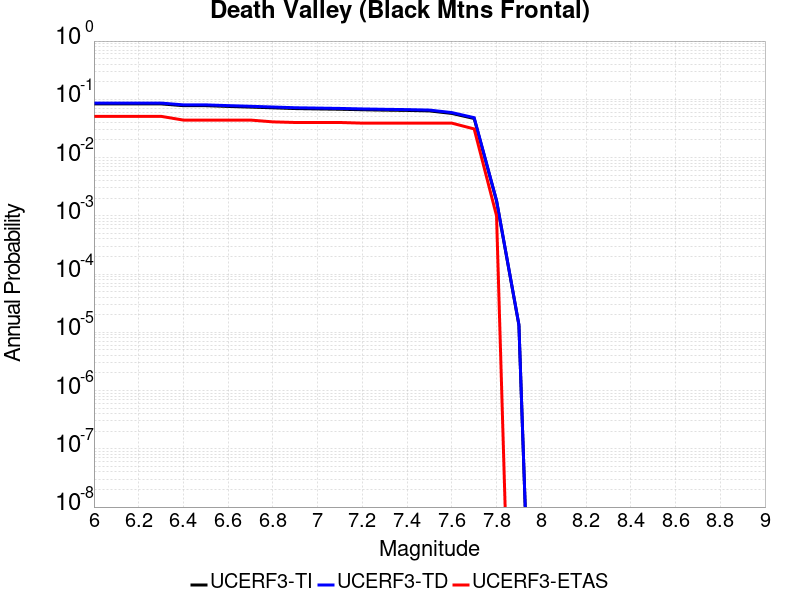 Death Valley (Black Mtns Frontal)
10^0
10^-1
10^-2
10^-3
10^-4
10^-5
10^-6
10^-7
10^-8
Annual Probability
6 6.2 6.4 6.6 6.8 7 7.2 7.4 7.6 7.8 8 8.2 8.4 8.6 8.8 9
Magnitude
UCERF3-TI UCERF3-TD UCERF3-ETAS